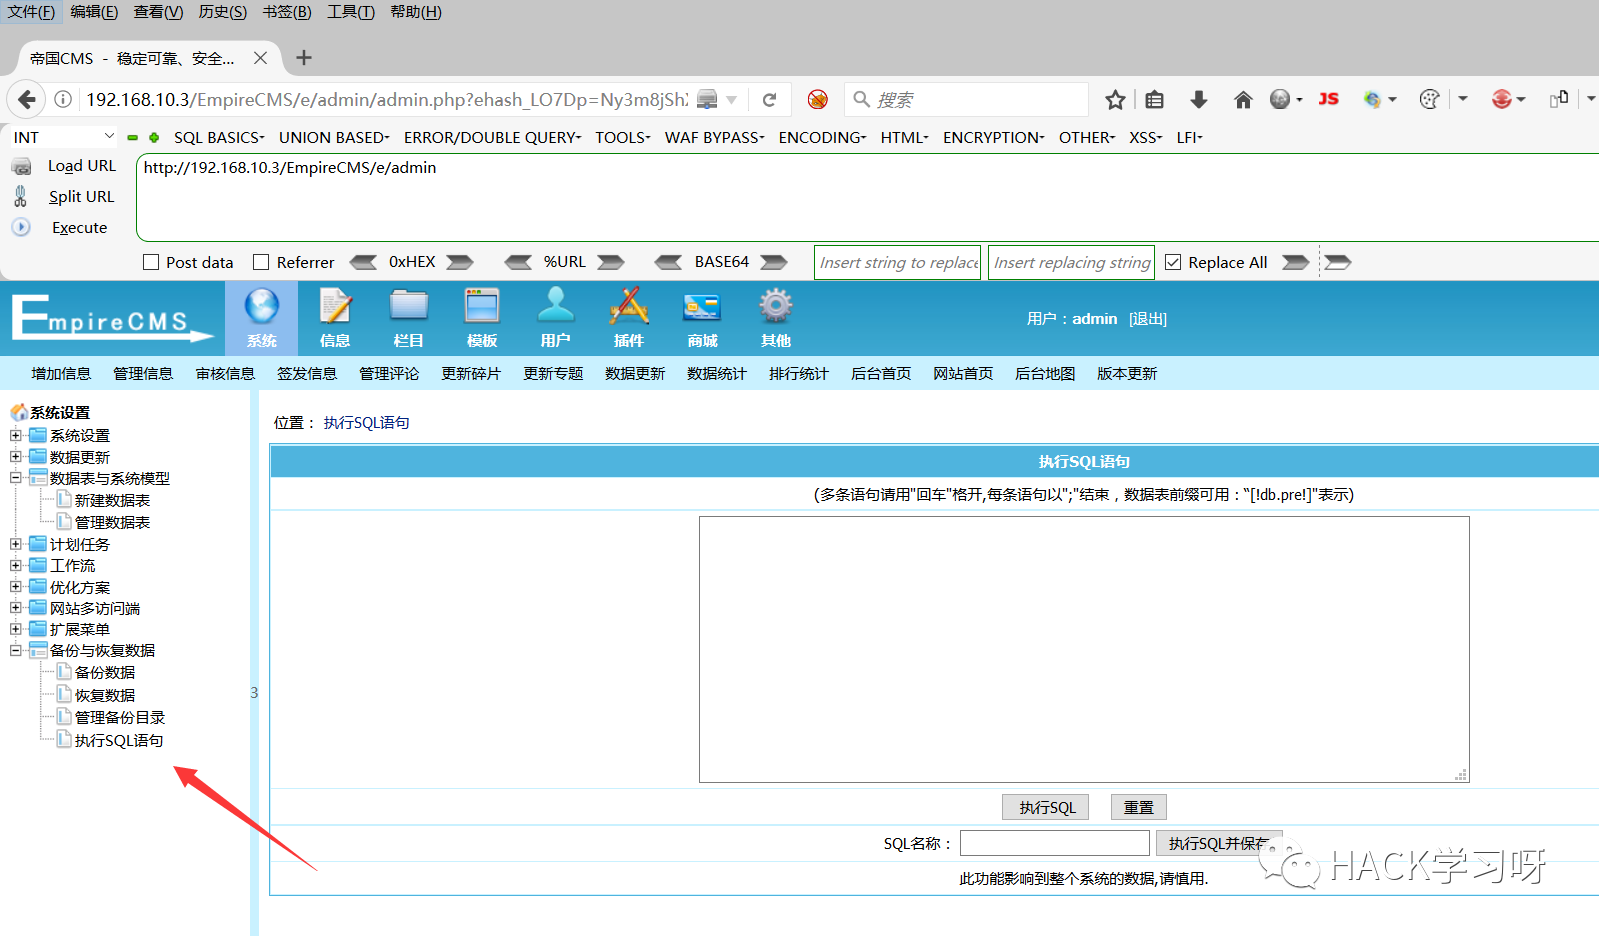 文件(F) 编辑(E) 查看(V) 历史(S) 书签(B) 工具(T) 帮助(H)
帝国CMS - 稳定可靠、安全...
192.168.10.3/EmpireCMS/e/admin/admin.php?ehash_LO7Dp=Ny3m8jSh
搜索
JS
INT
SQL BASICS UNION BASED ERROR/DOUBLE QUERY TOOLS WAF BYPASS ENCODING HTML ENCRYPTION OTHER XSS LFI
Load URL
http://192.168.10.3/EmpireCMS/e/admin
Split URL
Execute
Post data Referrer 0xHEX %URL BASE64 Insert string to replace Insert replacing string Replace All
EmpireCMS
系统 信息 栏目 模板 用户 插件 商城 其他
用户：admin [退出]
增加信息 管理信息 审核信息 签发信息 管理评论 更新碎片 更新专题 数据更新 数据统计 排行统计 后台首页 网站首页 后台地图 版本更新
系统设置
系统设置
数据更新
数据表与系统模型
新建数据表
管理数据表
计划任务
工作流
优化方案
网站多访问端
扩展菜单
备份与恢复数据
备份数据
恢复数据
管理备份目录
执行SQL语句
3
位置：执行SQL语句
执行SQL语句
(多条语句请用"回车"格开,每条语句以";"结束，数据表前缀可用："[!db.pre!]"表示)
执行SQL 重置
SQL名称： 执行SQL并保存
此功能影响到整个系统的数据,请慎用.
HACK学习呀